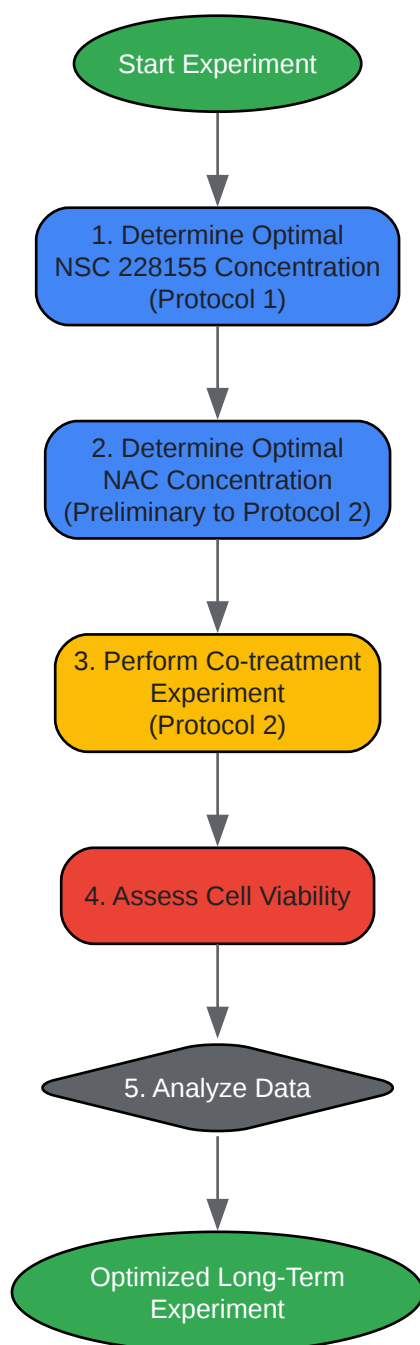 Start Experiment
1. Determine Optimal
NSC 228155 Concentration
(Protocol 1)
2. Determine Optimal
NAC Concentration
(Preliminary to Protocol 2)
3. Perform Co-treatment
Experiment
(Protocol 2)
4. Assess Cell Viability
5. Analyze Data
Optimized Long-Term
Experiment